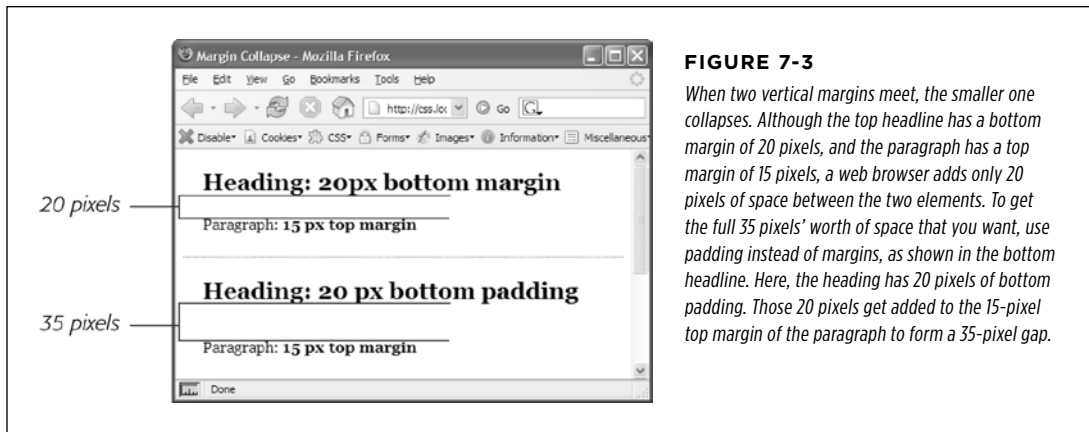 Margin Collapse - Mozilla Firefox
File Edit View Go Bookmarks Tools Help
http://css.loc Go G
Disable Cookies CSS Forms Images Information Miscellaneous
Heading: 20px bottom margin
20 pixels
Paragraph: 15 px top margin
Heading: 20 px bottom padding
35 pixels
Paragraph: 15 px top margin
Done
FIGURE 7-3
When two vertical margins meet, the smaller one
collapses. Although the top headline has a bottom
margin of 20 pixels, and the paragraph has a top
margin of 15 pixels, a web browser adds only 20
pixels of space between the two elements. To get
the full 35 pixels’ worth of space that you want, use
padding instead of margins, as shown in the bottom
headline. Here, the heading has 20 pixels of bottom
padding. Those 20 pixels get added to the 15-pixel
top margin of the paragraph to form a 35-pixel gap.